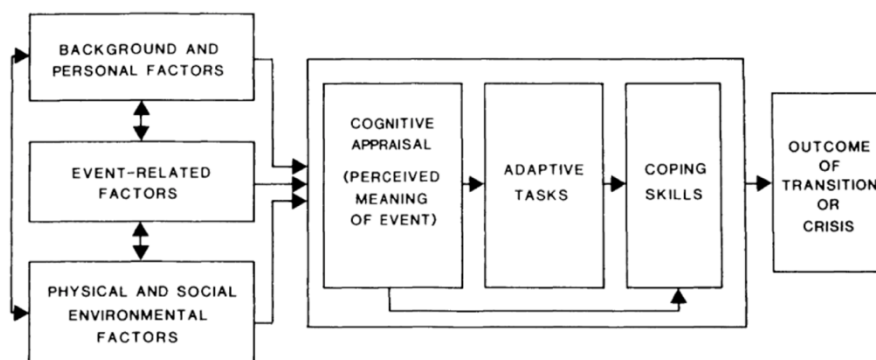 BACKGROUND AND
PERSONAL FACTORS
EVENT-RELATED
FACTORS
PHYSICAL AND SOCIAL
ENVIRONMENTAL
FACTORS
COGNITIVE
APPRAISAL
(PERCEIVED
MEANING
OF EVENT)
ADAPTIVE
TASKS
COPING
SKILLS
OUTCOME
OF
TRANSITION
OR
CRISIS